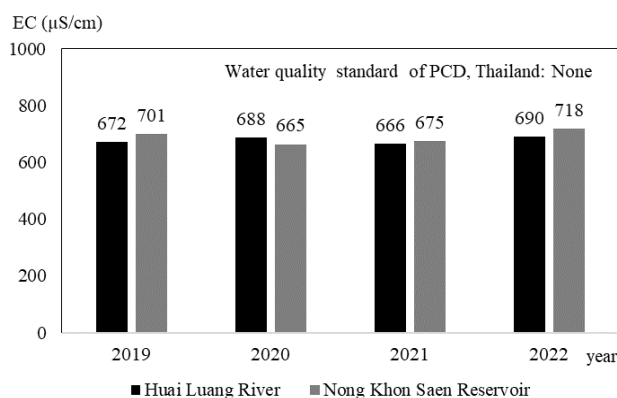 EC (µS/cm)
1000
Water quality standard of PCD, Thailand: None
800
672 701 688 665 666 675 690 718
600
400
200
0
2019 2020 2021 2022 year
Huai Luang River Nong Khon Saen Reservoir